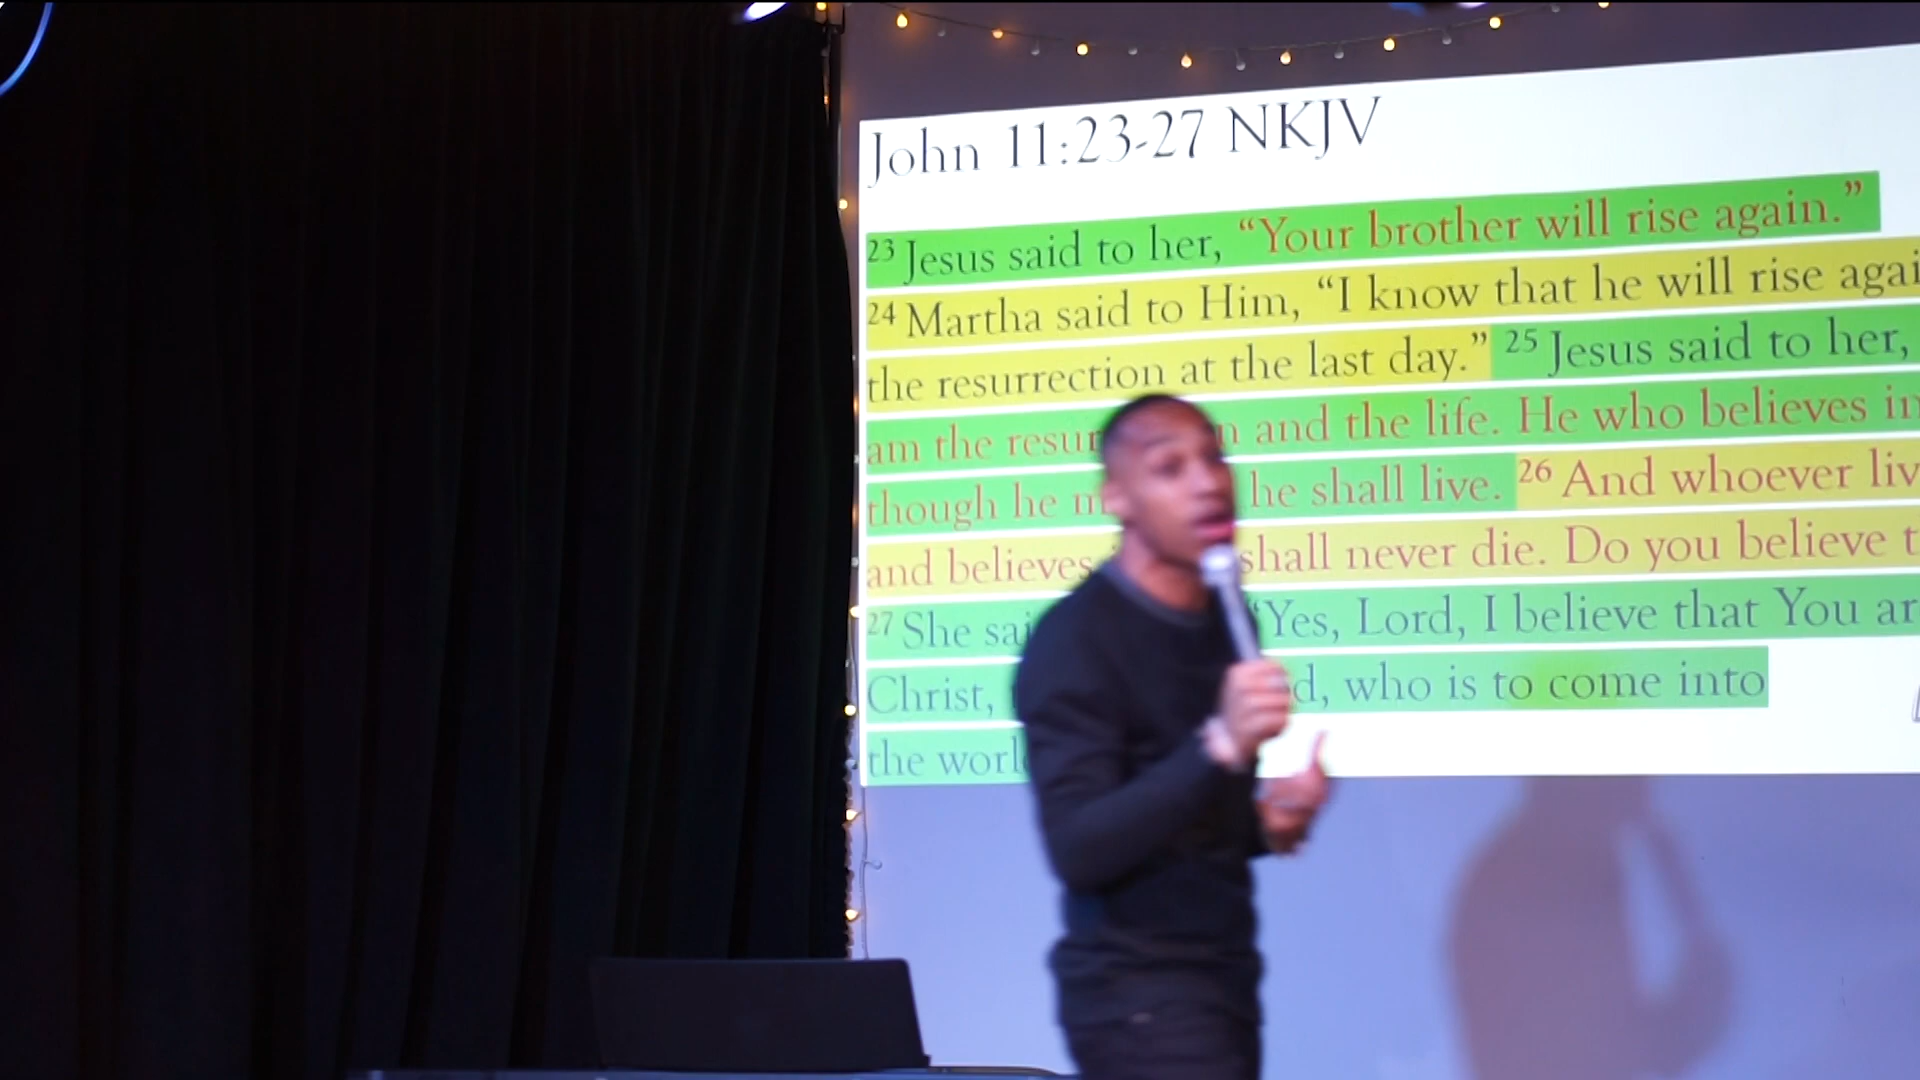 John 11:23-27 NKJV
23 Jesus said to her, “Your brother will rise again.”
24 Martha said to Him, “I know that he will rise agai
the resurrection at the last day.” 25 Jesus said to her,
am the resur n and the life. He who believes in
though he m he shall live. 26 And whoever liv
and believes shall never die. Do you believe t
27 She sai “Yes, Lord, I believe that You ar
Christ, d, who is to come into
the worl